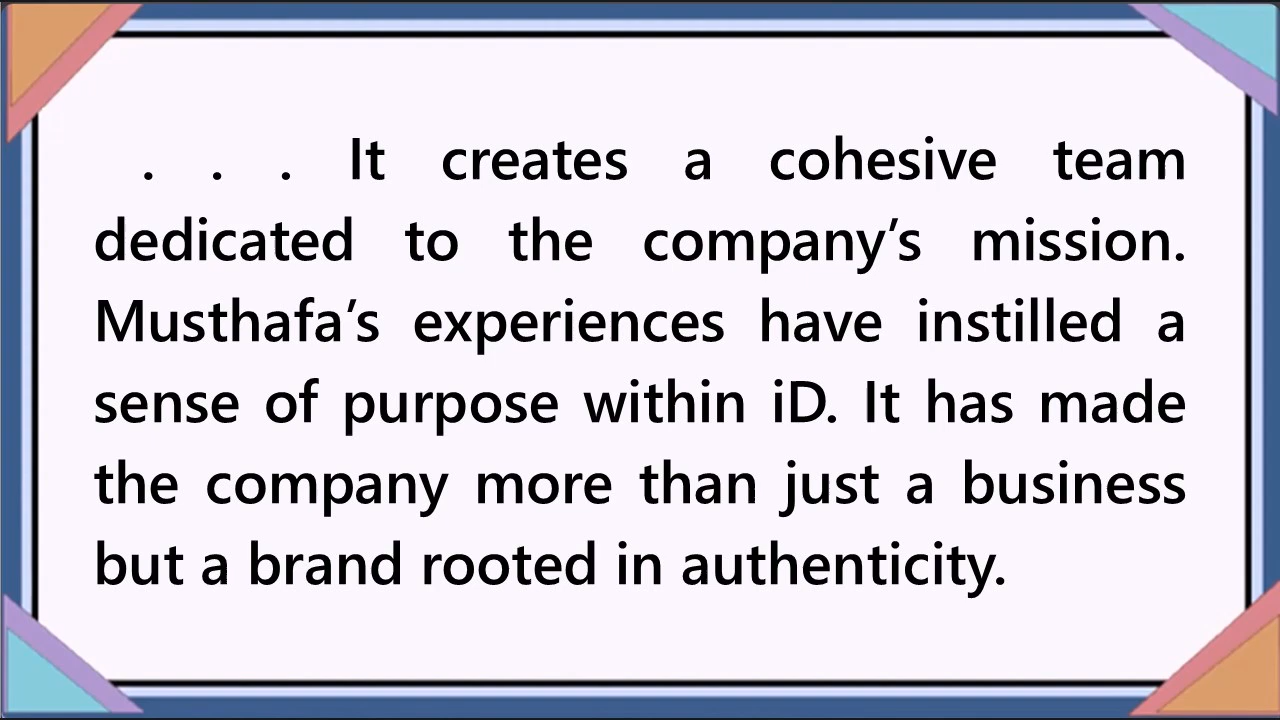 . . . It creates a cohesive team
dedicated to the company’s mission.
Musthafa’s experiences have instilled a
sense of purpose within iD. It has made
the company more than just a business
but a brand rooted in authenticity.